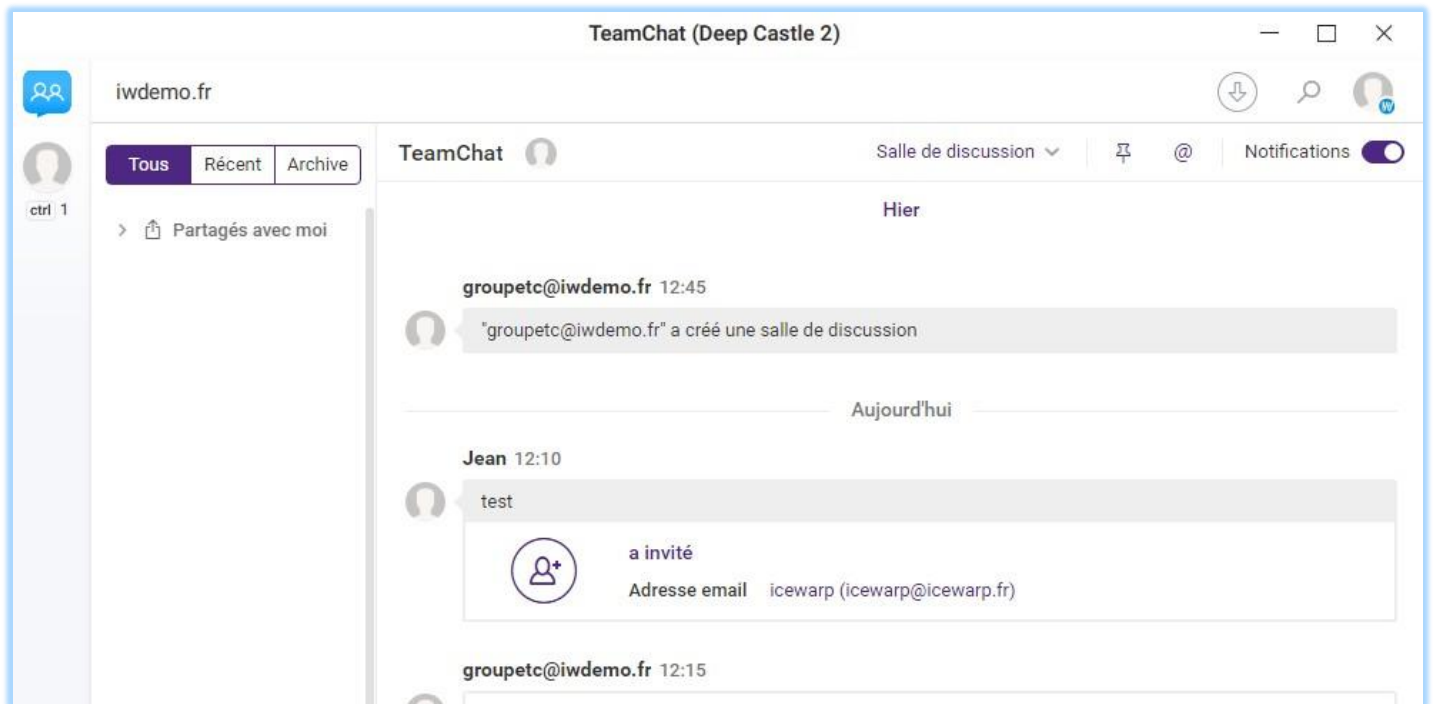 TeamChat (Deep Castle 2)
iwdemo.fr
ctrl 1
Tous Récent Archive
Partagés avec moi
TeamChat Salle de discussion @ Notifications
Hier
groupetc@iwdemo.fr 12:45
"groupetc@iwdemo.fr" a créé une salle de discussion
Aujourd'hui
Jean 12:10
test
a invité
Adresse email icewarp (icewarp@icewarp.fr)
groupetc@iwdemo.fr 12:15